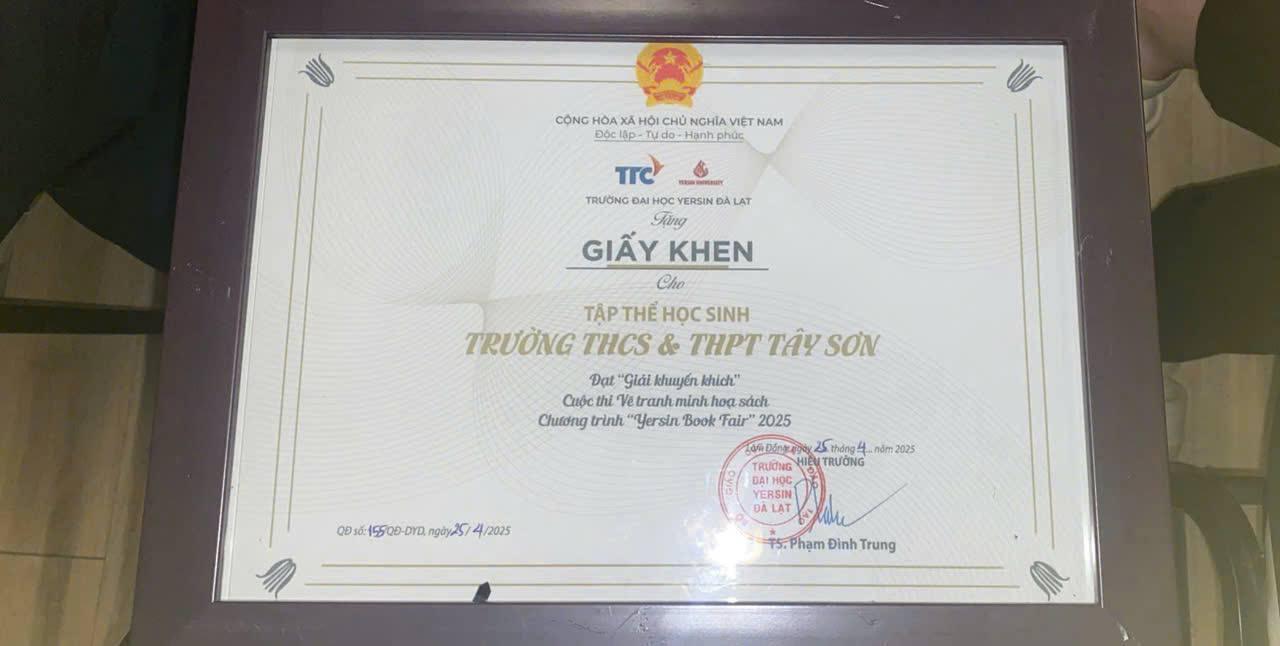 CỘNG HÒA XÃ HỘI CHỦ NGHĨA VIỆT NAM
Độc lập - Tự do - Hạnh phúc
TTC YERSIN UNIVERSITY
TRƯỜNG ĐẠI HỌC YERSIN ĐÀ LẠT
Tặng
GIẤY KHEN
Cho
TẬP THỂ HỌC SINH
TRƯỜNG THCS & THPT TÂY SƠN
Đạt "Giải khuyến khích"
Cuộc thi Vẽ tranh minh hoạ sách
Chương trình "Yersin Book Fair" 2025
Lâm Đồng, ngày 25 tháng 4... năm 2025
HIỆU TRƯỞNG
TRƯỜNG
ĐẠI HỌC
YERSIN
ĐÀ LẠT
TS. Phạm Đình Trung
QĐ số: 155/QĐ-DYD, ngày 25/ 4 /2025